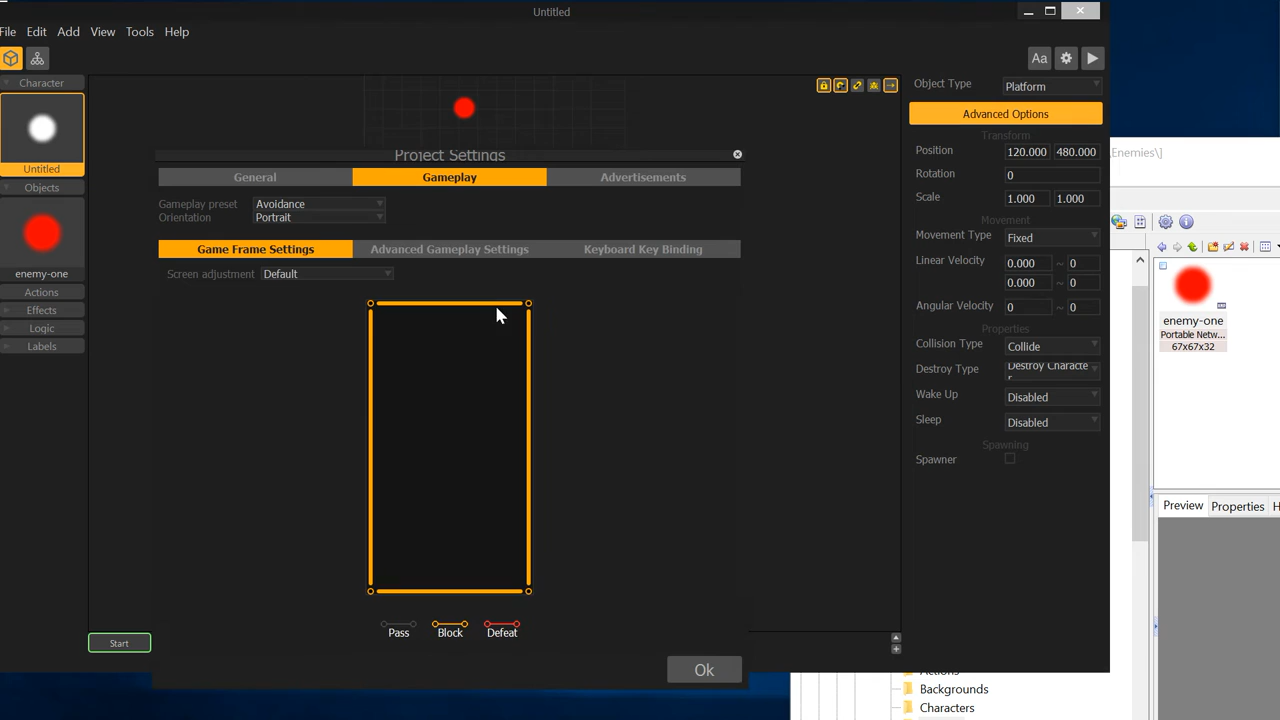 Untitled
File Edit Add View Tools Help
Aa
Character
Untitled
Objects
enemy-one
Actions
Effects
Logic
Labels
Start
Project Settings
General Gameplay Advertisements
Gameplay preset Avoidance
Orientation Portrait
Game Frame Settings Advanced Gameplay Settings Keyboard Key Binding
Screen adjustment Default
Pass Block Defeat
Ok
Object Type Platform
Advanced Options
Transform
Position 120.000 480.000
Rotation 0
Scale 1.000 1.000
Movement
Movement Type Fixed
Linear Velocity 0.000 ~ 0
0.000 ~ 0
Angular Velocity 0 ~ 0
Properties
Collision Type Collide
Destroy Type Destroy Characte
r
Wake Up Disabled
Sleep Disabled
Spawning
Spawner
Enemies\]
enemy-one
Portable Netw...
67x67x32
Preview Properties H
Actions
Backgrounds
Characters